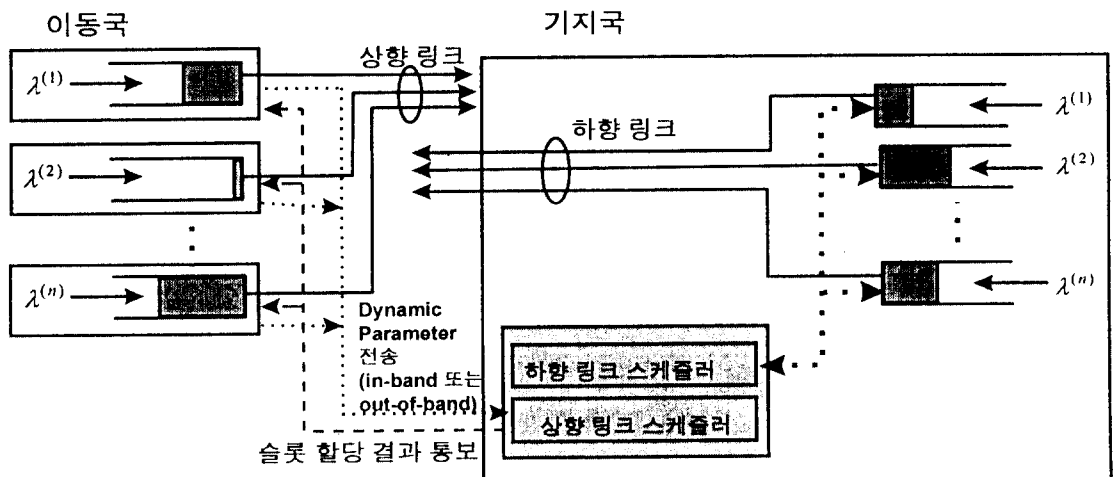 이동국
기지국
상향 링크
λ(1)
λ(1)
하향 링크
λ(2)
λ(2)
λ(n)
λ(n)
Dynamic
Parameter
전송
(in-band 또는
out-of-band)
하향 링크 스케쥴러
상향 링크 스케쥴러
슬롯 할당 결과 통보